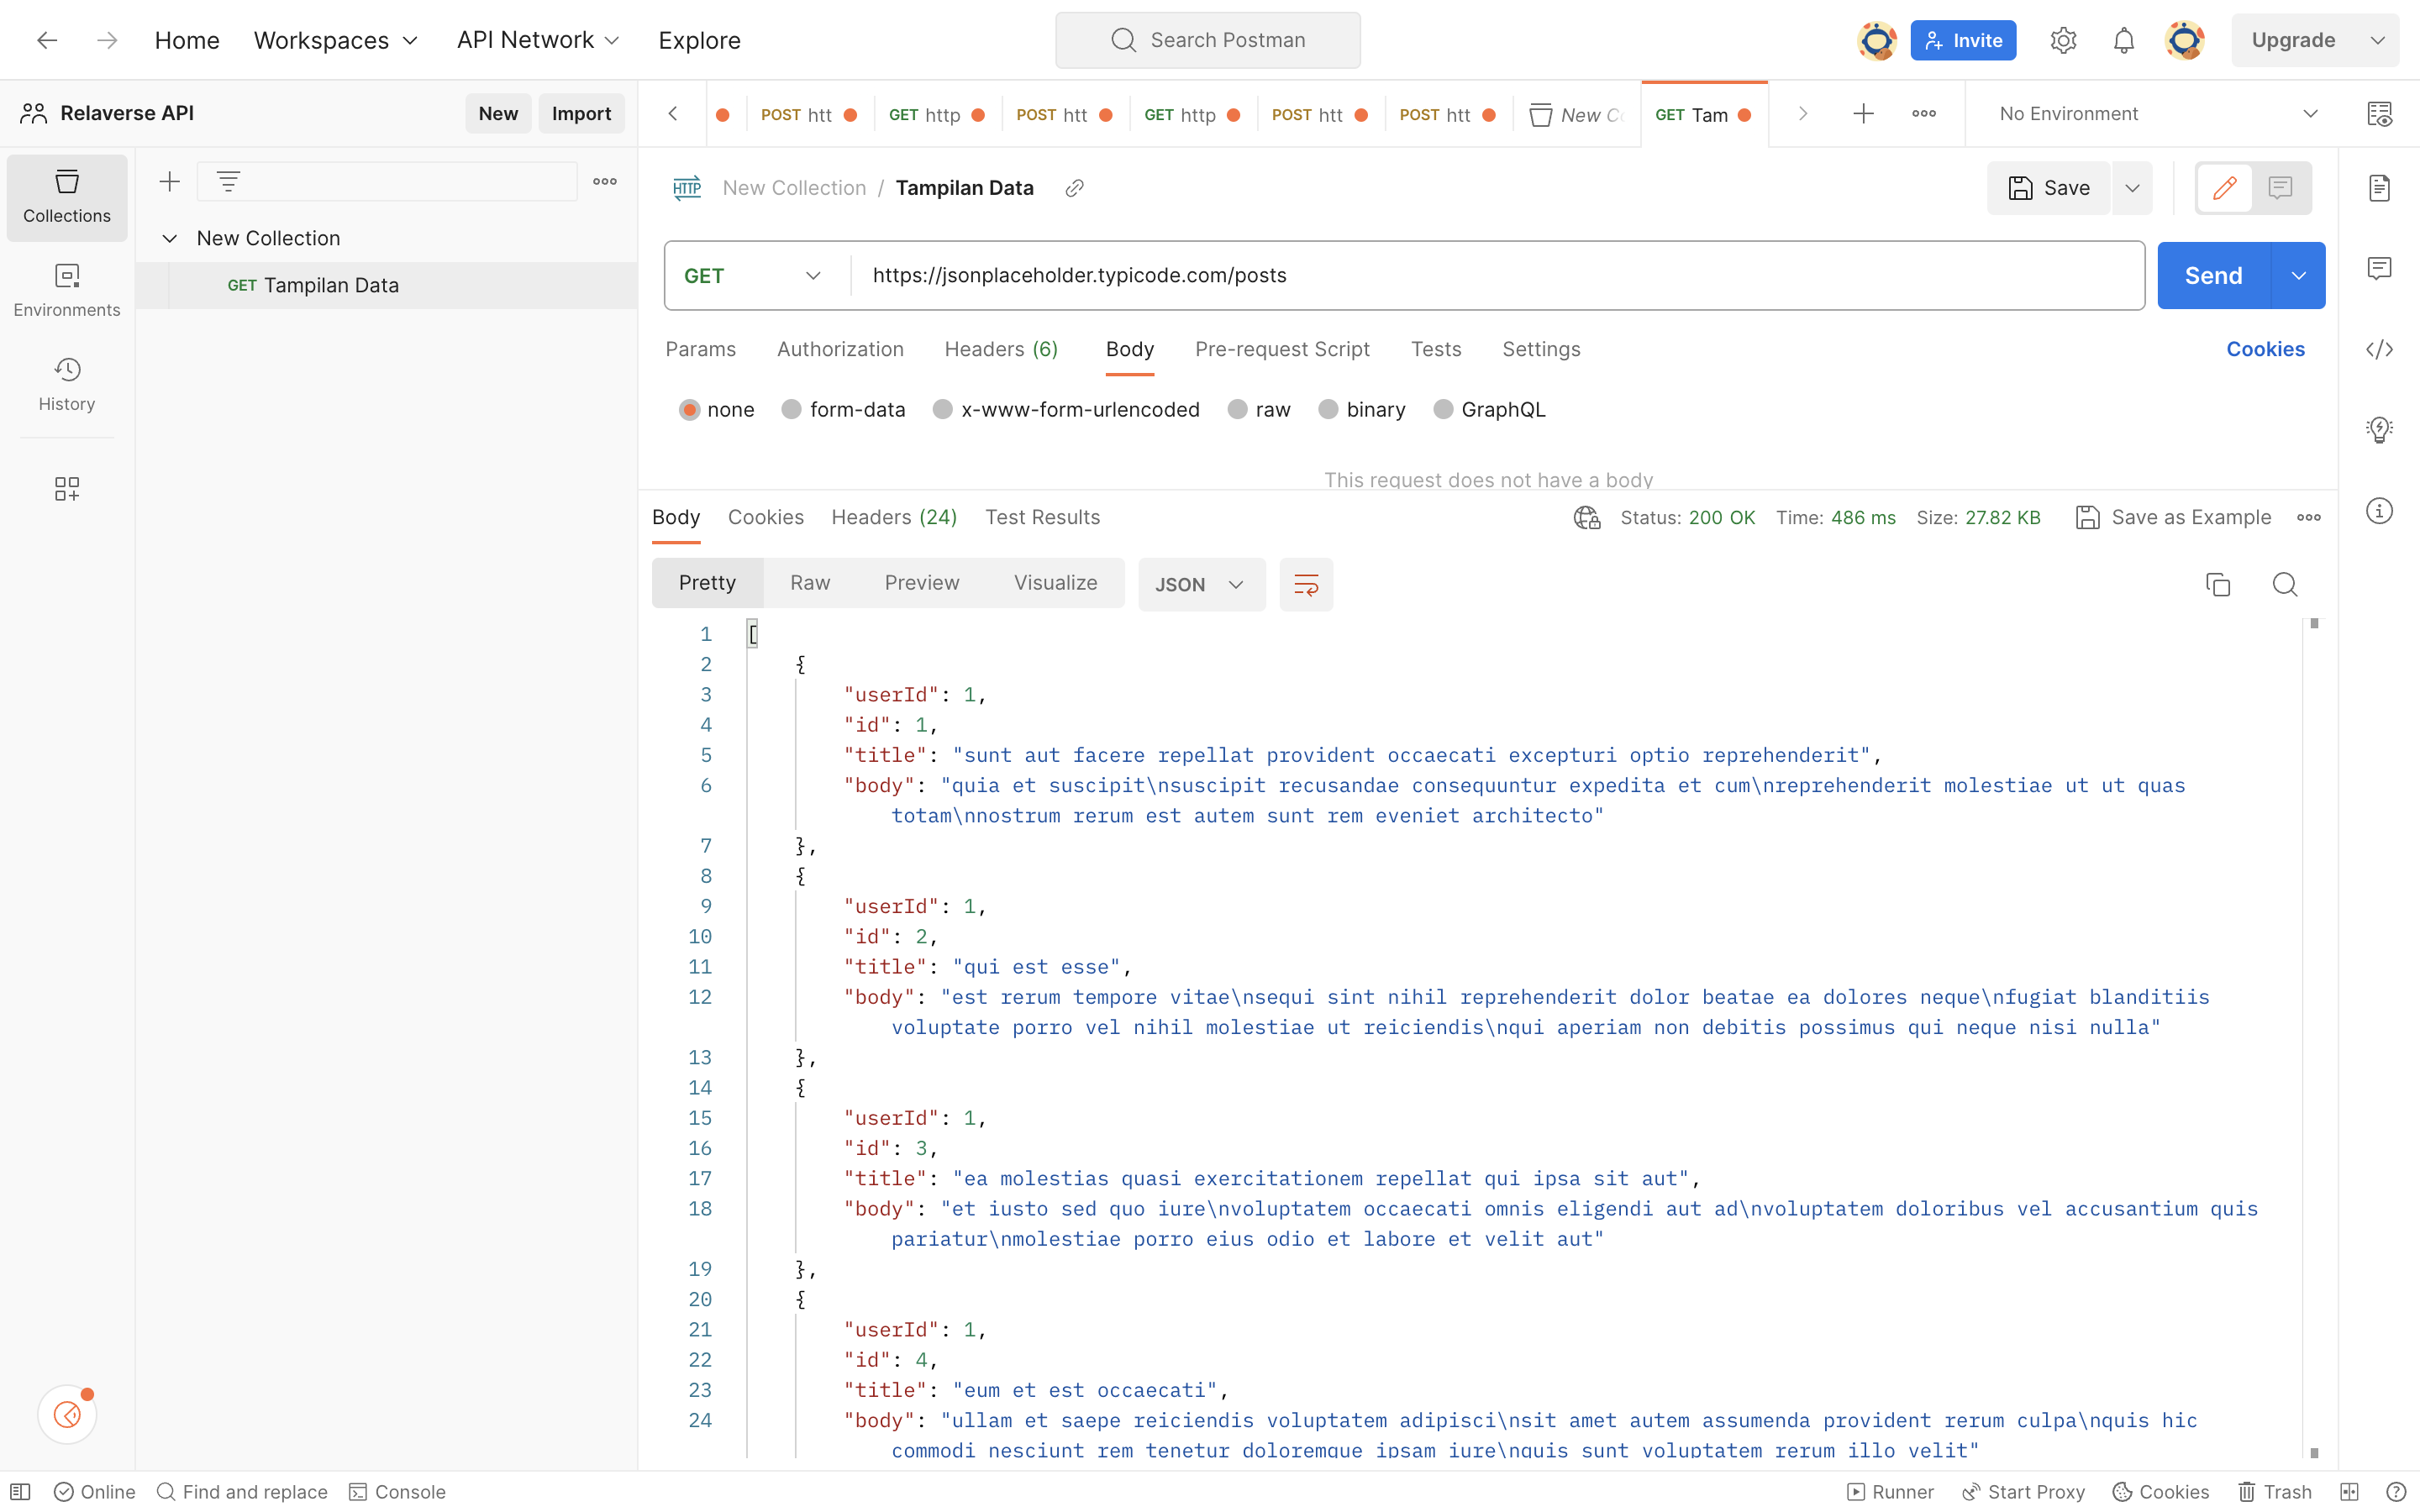 Home Workspaces API Network Explore Search Postman Invite Upgrade
Relaverse API New Import
POST htt GET http POST htt GET http POST htt POST htt New C GET Tam No Environment
Collections
Environments
History
New Collection
GET Tampilan Data
HTTP New Collection / Tampilan Data Save
GET https://jsonplaceholder.typicode.com/posts Send
Params Authorization Headers (6) Body Pre-request Script Tests Settings Cookies
none form-data x-www-form-urlencoded raw binary GraphQL
This request does not have a body
Body Cookies Headers (24) Test Results Status: 200 OK Time: 486 ms Size: 27.82 KB Save as Example
Pretty Raw Preview Visualize JSON
1 [
2 {
3 "userId": 1,
4 "id": 1,
5 "title": "sunt aut facere repellat provident occaecati excepturi optio reprehenderit",
6 "body": "quia et suscipit\nsuscipit recusandae consequuntur expedita et cum\nreprehenderit molestiae ut ut quas
totam\nnostrum rerum est autem sunt rem eveniet architecto"
7 },
8 {
9 "userId": 1,
10 "id": 2,
11 "title": "qui est esse",
12 "body": "est rerum tempore vitae\nsequi sint nihil reprehenderit dolor beatae ea dolores neque\nfugiat blanditiis
voluptate porro vel nihil molestiae ut reiciendis\nqui aperiam non debitis possimus qui neque nisi nulla"
13 },
14 {
15 "userId": 1,
16 "id": 3,
17 "title": "ea molestias quasi exercitationem repellat qui ipsa sit aut",
18 "body": "et iusto sed quo iure\nvoluptatem occaecati omnis eligendi aut ad\nvoluptatem doloribus vel accusantium quis
pariatur\nmolestiae porro eius odio et labore et velit aut"
19 },
20 {
21 "userId": 1,
22 "id": 4,
23 "title": "eum et est occaecati",
24 "body": "ullam et saepe reiciendis voluptatem adipisci\nsit amet autem assumenda provident rerum culpa\nquis hic
commodi nesciunt rem tenetur doloremque ipsam iure\nquis sunt voluptatem rerum illo velit"
Online Find and replace Console Runner Start Proxy Cookies Trash